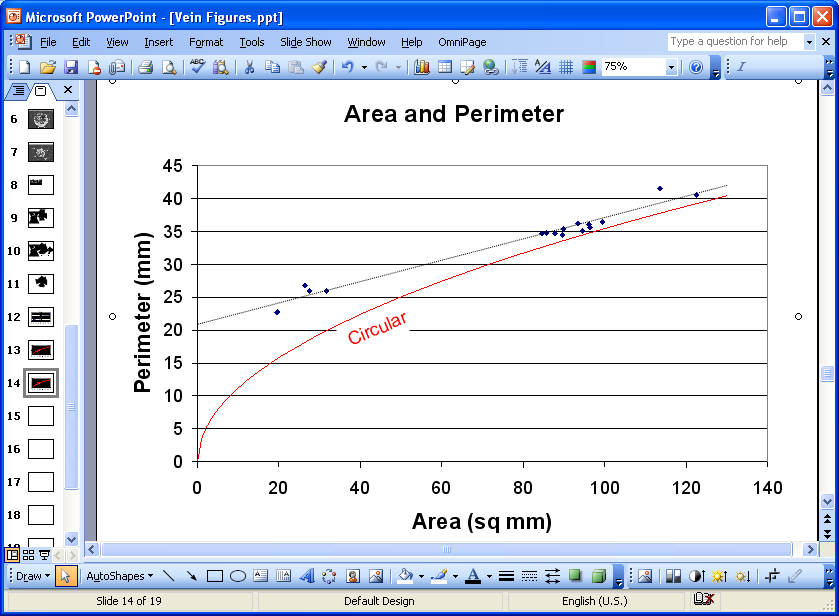 Microsoft PowerPoint - [Vein Figures.ppt]
File Edit View Insert Format Tools Slide Show Window Help OmniPage Type a question for help
75%
6
7
8
9
10
11
12
13
14
15
16
17
18
Area and Perimeter
45
40
35
30
25
20
15
10
5
0
Perimeter (mm)
Circular
0 20 40 60 80 100 120 140
Area (sq mm)
Draw AutoShapes
Slide 14 of 19 Default Design English (U.S.)